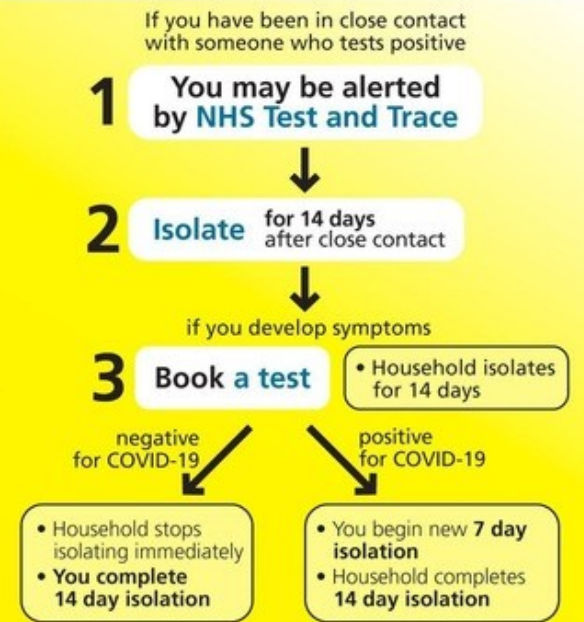 If you have been in close contact
with someone who tests positive
1
You may be alerted
by NHS Test and Trace
2
Isolate for 14 days
after close contact
if you develop symptoms
3
Book a test
• Household isolates
for 14 days
negative
for COVID-19
positive
for COVID-19
• Household stops
isolating immediately
• You complete
14 day isolation
• You begin new 7 day
isolation
• Household completes
14 day isolation